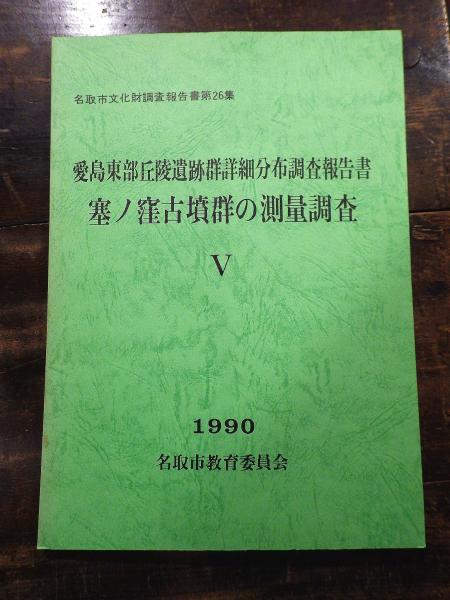 名取市文化財調査報告書第26集
愛島東部丘陵遺跡群詳細分布調査報告書
塞ノ窪古墳群の測量調査
V
1990
名取市教育委員会